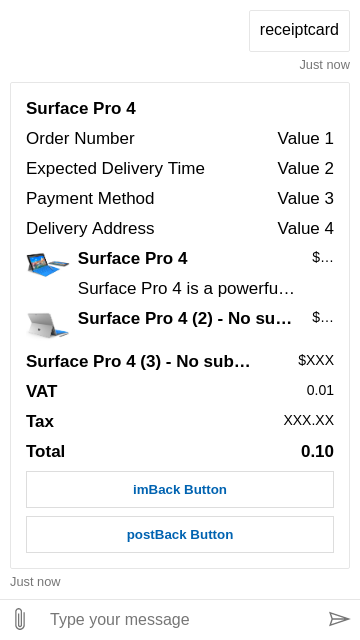 receiptcard
Just now
Surface Pro 4
Order Number Value 1
Expected Delivery Time Value 2
Payment Method Value 3
Delivery Address Value 4
Surface Pro 4 $…
Surface Pro 4 is a powerfu…
Surface Pro 4 (2) - No su… $…
Surface Pro 4 (3) - No sub… $XXX
VAT 0.01
Tax XXX.XX
Total 0.10
imBack Button
postBack Button
Just now
Type your message